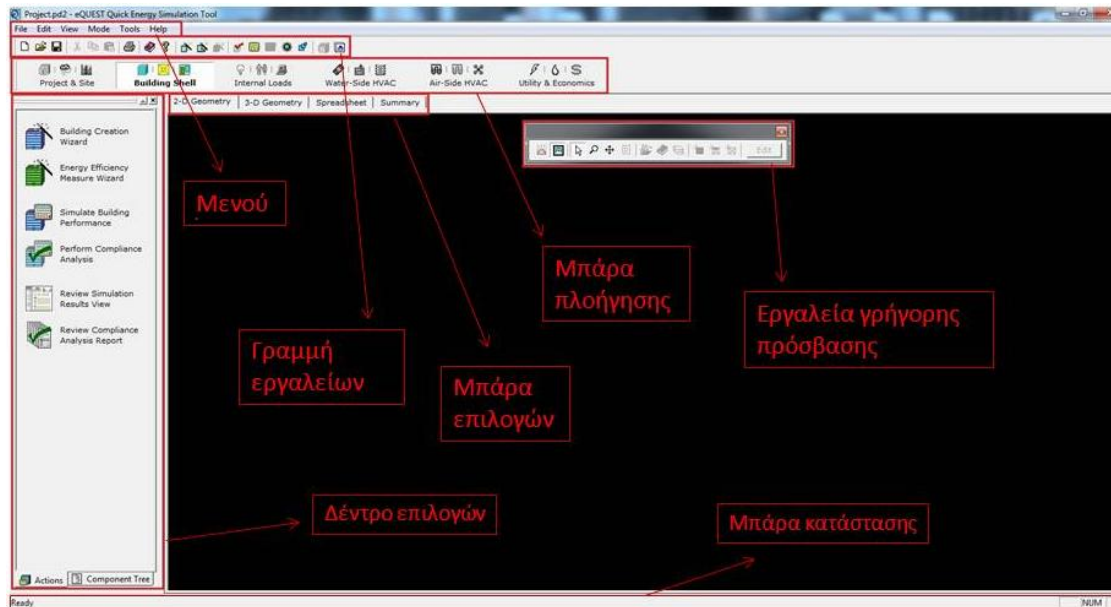 Project.pd2 - eQUEST Quick Energy Simulation Tool
File Edit View Mode Tools Help
Project & Site Building Shell Internal Loads Water-Side HVAC Air-Side HVAC Utility & Economics
2-D Geometry 3-D Geometry Spreadsheet Summary
Building Creation
Wizard
Energy Efficiency
Measure Wizard
Simulate Building
Performance
Perform Compliance
Analysis
Review Simulation
Results View
Review Compliance
Analysis Report
Edit
Μενού
Μπάρα
πλοήγησης
Εργαλεία γρήγορης
πρόσβασης
Γραμμή
εργαλείων
Μπάρα
επιλογών
Δέντρο επιλογών
Μπάρα κατάστασης
Actions Component Tree
Ready NUM